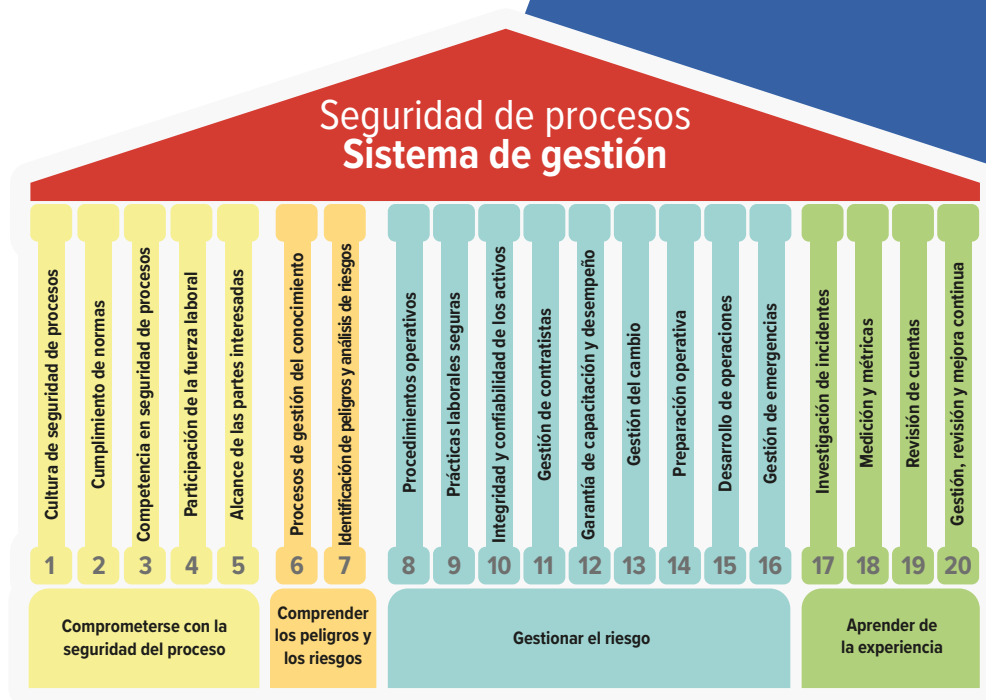 Seguridad de procesos
Sistema de gestión
Cultura de seguridad de procesos
Cumplimiento de normas
Competencia en seguridad de procesos
Participación de la fuerza laboral
Alcance de las partes interesadas
Procesos de gestión del conocimiento
Identificación de peligros y análisis de riesgos
Procedimientos operativos
Prácticas laborales seguras
Integridad y confiabilidad de los activos
Gestión de contratistas
Garantía de capacitación y desempeño
Gestión del cambio
Preparación operativa
Desarrollo de operaciones
Gestión de emergencias
Investigación de incidentes
Medición y métricas
Revisión de cuentas
Gestión, revisión y mejora continua
1 2 3 4 5 6 7 8 9 10 11 12 13 14 15 16 17 18 19 20
Comprometerse con la
seguridad del proceso
Comprender
los peligros y
los riesgos
Gestionar el riesgo
Aprender de
la experiencia